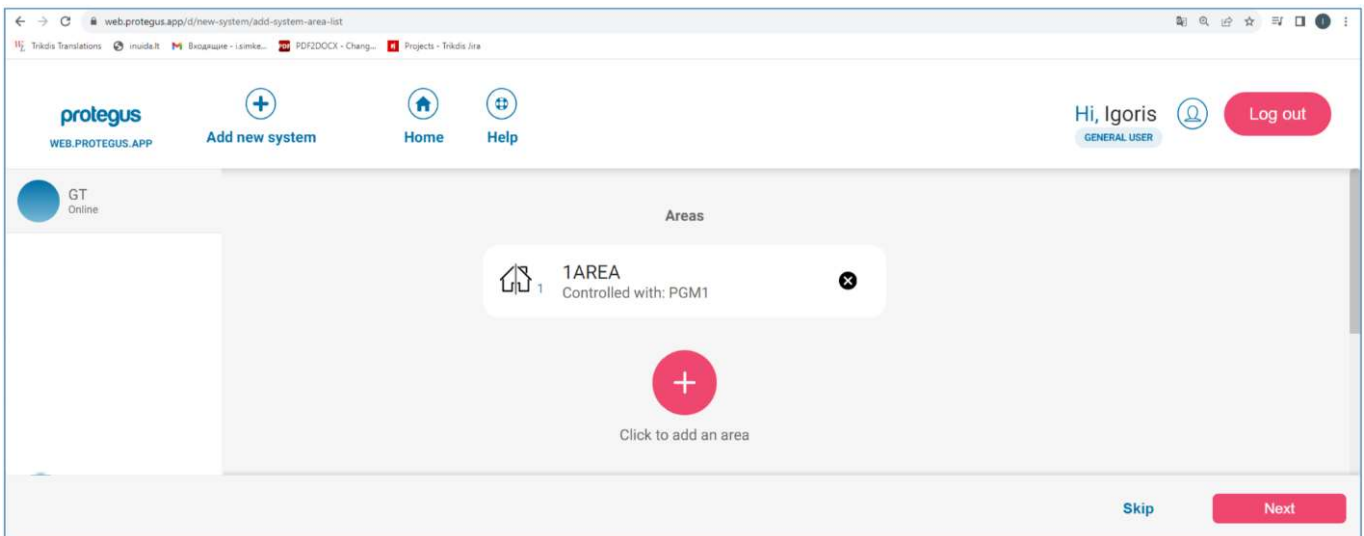 web.protegus.app/d/new-system/add-system-area-list
Trikdis Translations inuida.lt Входящие - i.simke... PDF2DOCX - Chang... Projects - Trikdis Jira
protegus
WEB.PROTEGUS.APP
Add new system
Home
Help
Hi, Igoris
GENERAL USER
Log out
GT
Online
Areas
1AREA
1
Controlled with: PGM1
Click to add an area
Skip
Next